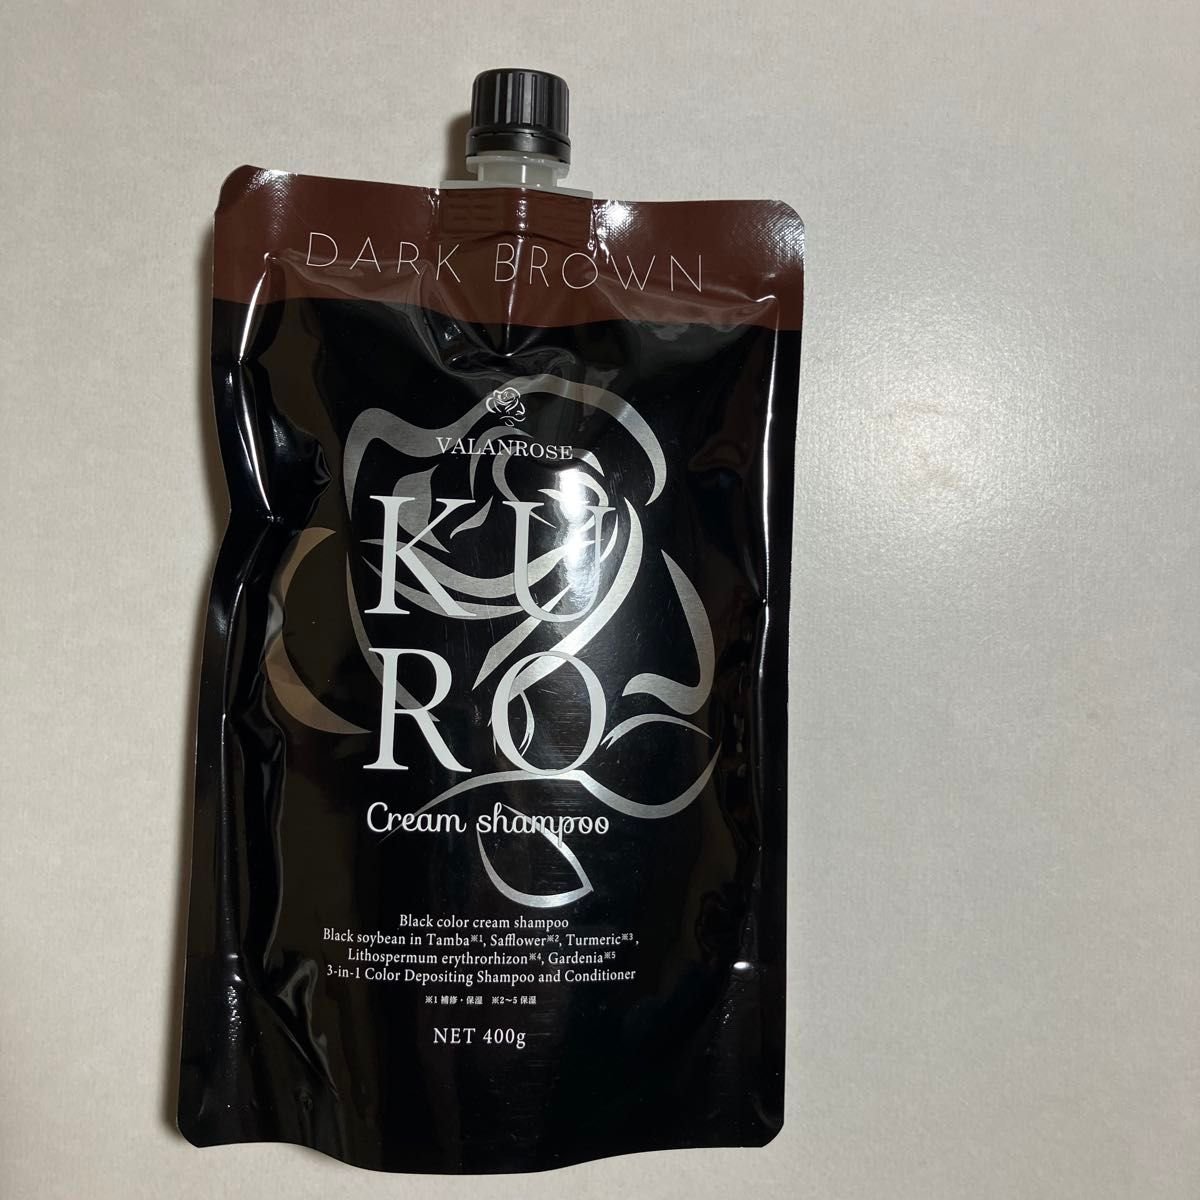 DARK BROWN
VALANROSE
KU
RO
Cream shampoo
Black color cream shampoo
Black soybean in Tamba※1, Safflower※2, Turmeric※3,
Lithospermum erythrorhizon※4, Gardenia※5
3-in-1 Color Depositing Shampoo and Conditioner
※1 補修・保湿 ※2～5 保湿
NET 400g